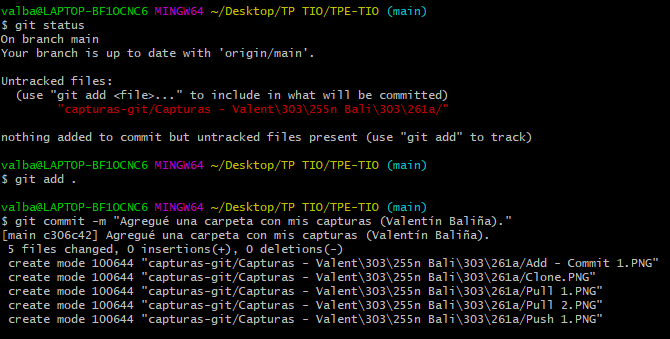 valba@LAPTOP-BF1OCNC6 MINGW64 ~/Desktop/TP TIO/TPE-TIO (main)
$ git status
On branch main
Your branch is up to date with 'origin/main'.
Untracked files:
(use "git add <file>..." to include in what will be committed)
"capturas-git/Capturas - Valent\303\255n Bali\303\261a/"
nothing added to commit but untracked files present (use "git add" to track)
valba@LAPTOP-BF1OCNC6 MINGW64 ~/Desktop/TP TIO/TPE-TIO (main)
$ git add .
valba@LAPTOP-BF1OCNC6 MINGW64 ~/Desktop/TP TIO/TPE-TIO (main)
$ git commit -m "Agregué una carpeta con mis capturas (Valentín Baliña)."
[main c306c42] Agregué una carpeta con mis capturas (Valentín Baliña).
5 files changed, 0 insertions(+), 0 deletions(-)
create mode 100644 "capturas-git/Capturas - Valent\303\255n Bali\303\261a/Add - Commit 1.PNG"
create mode 100644 "capturas-git/Capturas - Valent\303\255n Bali\303\261a/Clone.PNG"
create mode 100644 "capturas-git/Capturas - Valent\303\255n Bali\303\261a/Pull 1.PNG"
create mode 100644 "capturas-git/Capturas - Valent\303\255n Bali\303\261a/Pull 2.PNG"
create mode 100644 "capturas-git/Capturas - Valent\303\255n Bali\303\261a/Push 1.PNG"